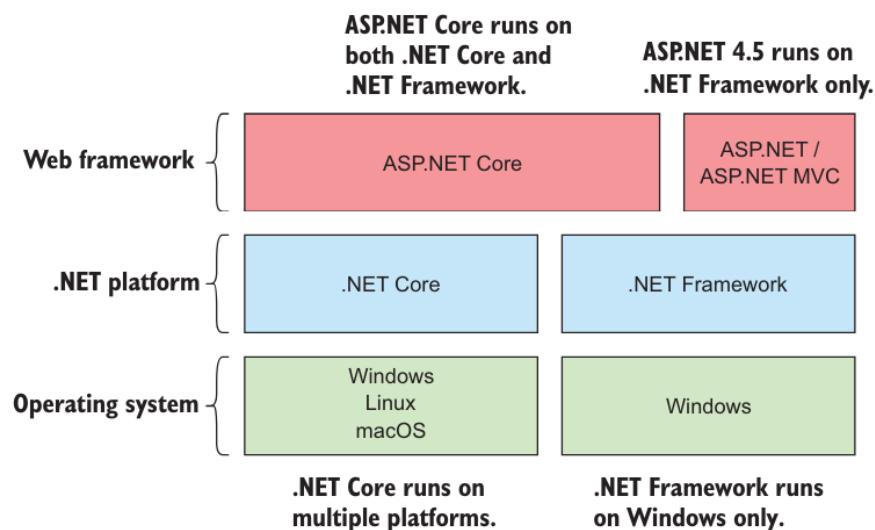 ASP.NET Core runs on
both .NET Core and
.NET Framework.
ASP.NET 4.5 runs on
.NET Framework only.
Web framework
ASP.NET Core
ASP.NET /
ASP.NET MVC
.NET platform
.NET Core
.NET Framework
Operating system
Windows
Linux
macOS
Windows
.NET Core runs on
multiple platforms.
.NET Framework runs
on Windows only.